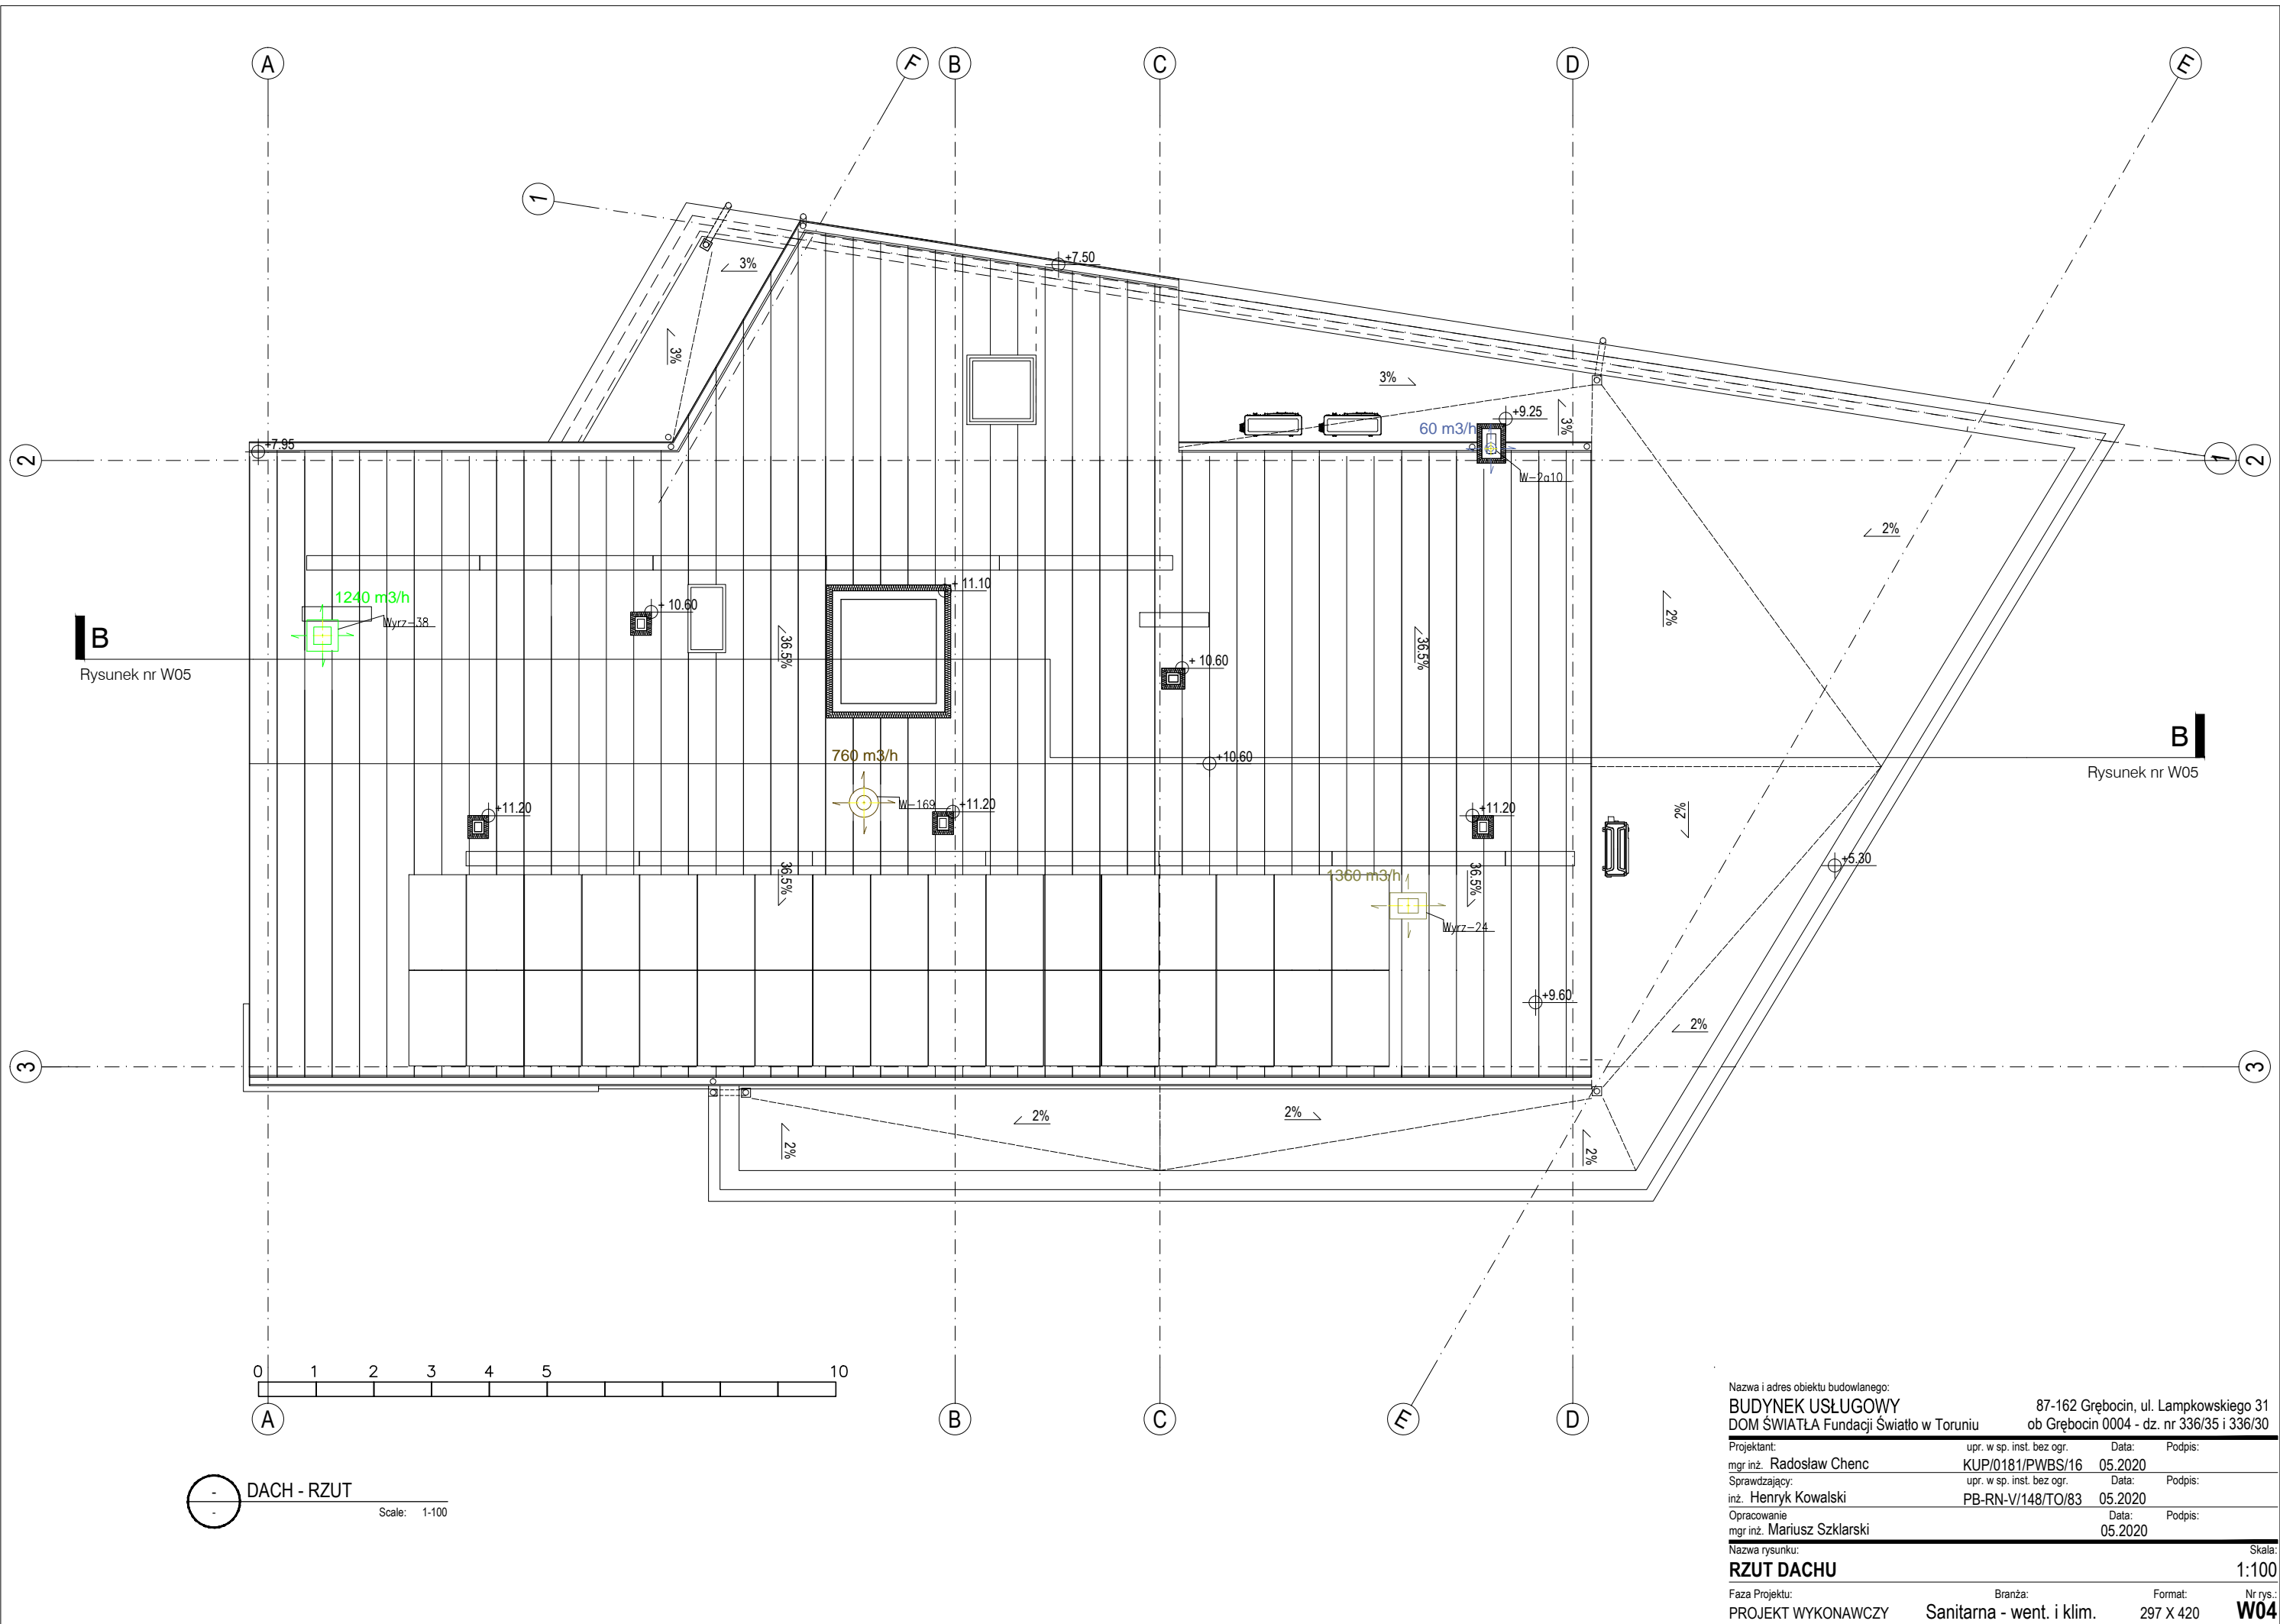 A
F
B
C
D
E
1
+7.50
3%
3%
3%
+9.25
3%
60 m3/h
+7.95
2
1
2
W-2a10
2%
+ 11.10
1240 m3/h
+ 10.60
Wyrz-38
2%
36.5%
36.5%
B
Rysunek nr W05
+ 10.60
B
Rysunek nr W05
760 m3/h
+10.60
W-169
+11.20
+11.20
+11.20
2%
+5.30
36.5%
36.5%
1360 m3/h
Wyrz-24
+9.60
2%
3
3
2%
2%
2%
2%
0 1 2 3 4 5 10
A
B
C
E
D
-
-
DACH - RZUT
Scale: 1-100
Nazwa i adres obiektu budowlanego:
BUDYNEK USŁUGOWY 87-162 Grębocin, ul. Lampkowskiego 31
DOM ŚWIATŁA Fundacji Światło w Toruniu ob Grębocin 0004 - dz. nr 336/35 i 336/30
Projektant: upr. w sp. inst. bez ogr. Data: Podpis:
mgr inż. Radosław Chenc KUP/0181/PWBS/16 05.2020
Sprawdzający: upr. w sp. inst. bez ogr. Data: Podpis:
inż. Henryk Kowalski PB-RN-V/148/TO/83 05.2020
Opracowanie Data: Podpis:
mgr inż. Mariusz Szklarski 05.2020
Nazwa rysunku: Skala:
RZUT DACHU 1:100
Faza Projektu: Branża: Format: Nr rys.:
PROJEKT WYKONAWCZY Sanitarna - went. i klim. 297 X 420 W04